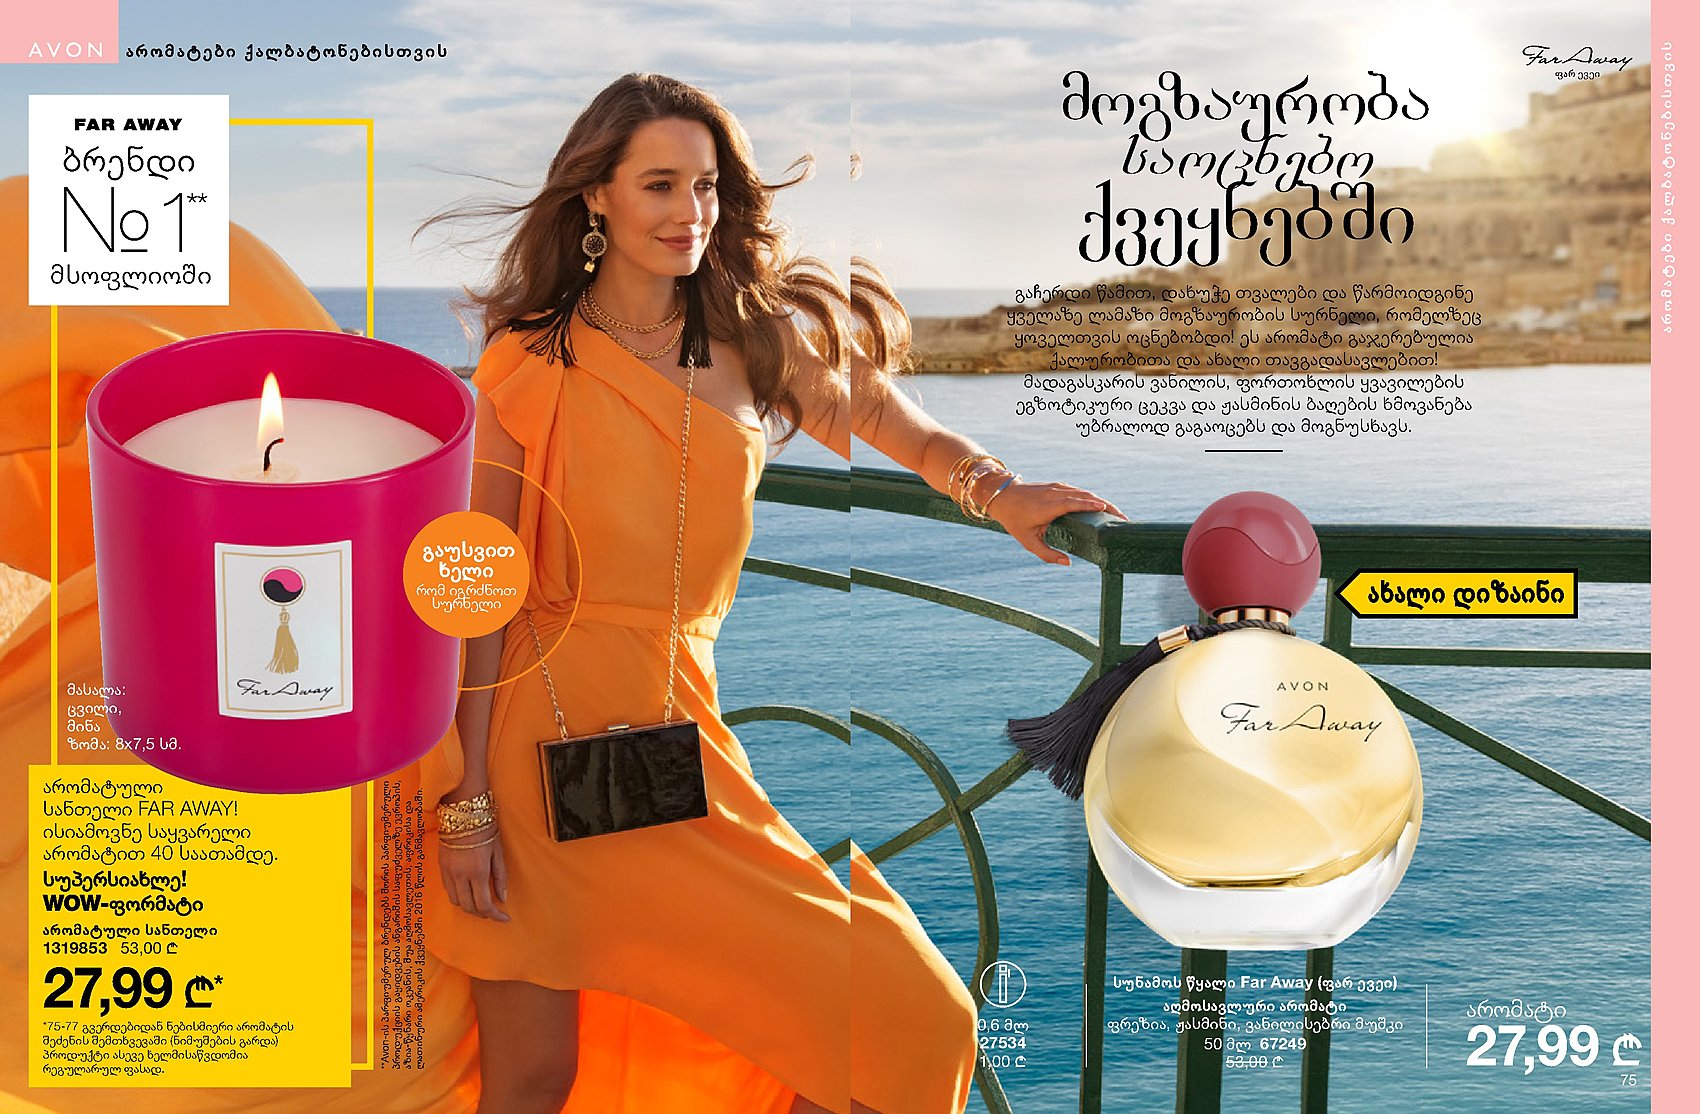 AVON
არომატები ქალბატონებისთვის
FAR AWAY
ბრენდი
№1**
მსოფლიოში
გაუსვით
ხელი
რომ იგრძნოთ
სურნელი
Far Away
მასალა:
ცვილი,
მინა
ზომა: 8x7,5 სმ.
არომატული
სანთელი FAR AWAY!
ისიამოვნე საყვარელი
არომატით 40 საათამდე.
სუპერსიახლე!
WOW-ფორმატი
არომატული სანთელი
1319853 53,00 ₾
27,99 ₾*
*75-77 გვერდებიდან ნებისმიერი არომატის
შეძენის შემთხვევაში (ნიმუშების გარდა)
პროდუქტი ასევე ხელმისაწვდომია
რეგულარულ ფასად.
Far Away
ფარ ევეი
მოგზაურობა
საოცნებო
ქვეყნებში
გაჩერდი წამით, დახუჭე თვალები და წარმოიდგინე
ყველაზე ლამაზი მოგზაურობის სურნელი, რომელზეც
ყოველთვის ოცნებობდი! ეს არომატი გაჯერებულია
ქალურობითა და ახალი თავგადასავლებით!
მადაგასკარის ვანილის, ფორთოხლის ყვავილების
ეგზოტიკური ცეკვა და ჟასმინის ბაღების ხმოვანება
უბრალოდ გაგაოცებს და მოგნუსხავს.
ახალი დიზაინი
AVON
Far Away
0,6 მლ
27534
1,00 ₾
სუნამოს წყალი Far Away (ფარ ევეი)
აღმოსავლური არომატი
ფრეზია, ჟასმინი, ვანილისებრი მუშკი
50 მლ 67249
53,00 ₾
არომატი
27,99 ₾
75
არომატები ქალბატონებისთვის